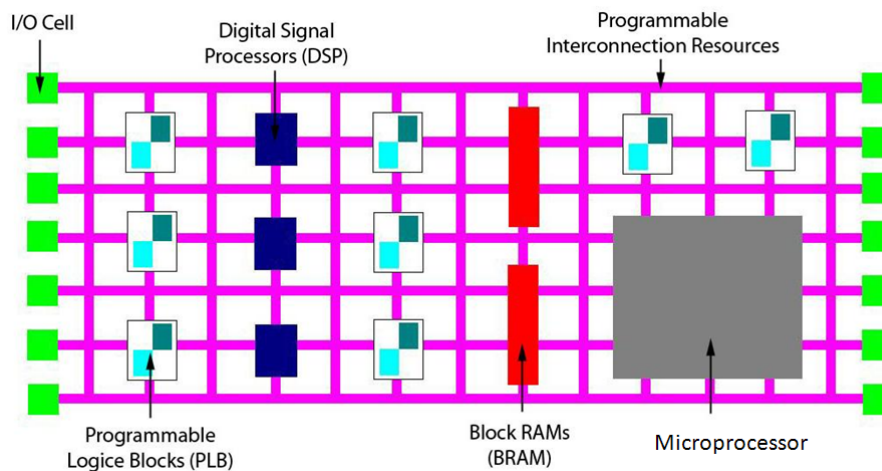 I/O Cell
Digital Signal
Processors (DSP)
Programmable
Interconnection Resources
Programmable
Logice Blocks (PLB)
Block RAMs
(BRAM)
Microprocessor